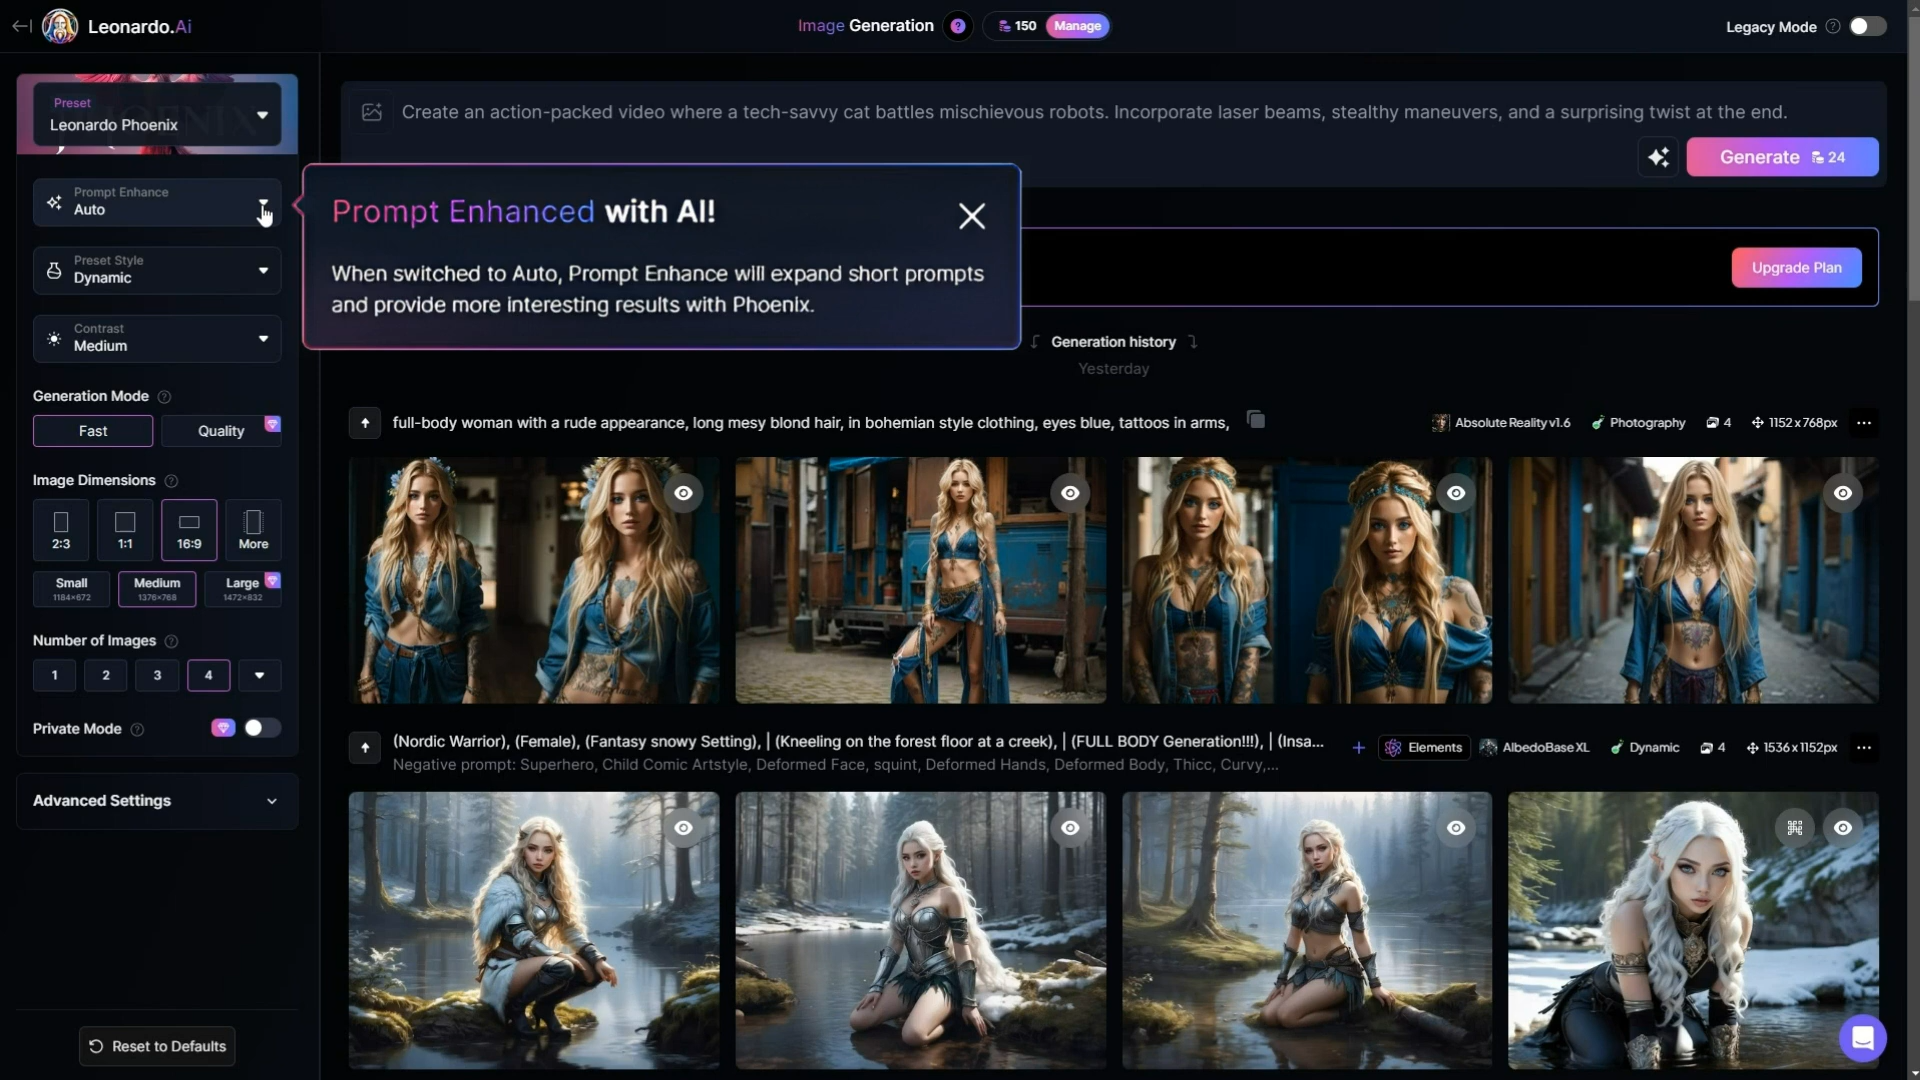 Leonardo.Ai
Image Generation
?
150
Manage
Legacy Mode
Preset
Leonardo Phoenix
Create an action-packed video where a tech-savvy cat battles mischievous robots. Incorporate laser beams, stealthy maneuvers, and a surprising twist at the end.
Generate 24
Prompt Enhance
Auto
Prompt Enhanced with AI!
When switched to Auto, Prompt Enhance will expand short prompts
and provide more interesting results with Phoenix.
Upgrade Plan
Preset Style
Dynamic
Contrast
Medium
Generation history
Yesterday
Generation Mode
Fast
Quality
Image Dimensions
2:3
1:1
16:9
More
Small
1184×672
Medium
1376×768
Large
1472×832
Number of Images
1
2
3
4
Private Mode
Advanced Settings
Reset to Defaults
full-body woman with a rude appearance, long mesy blond hair, in bohemian style clothing, eyes blue, tattoos in arms,
Absolute Reality v1.6
Photography
4
1152 x 768px
(Nordic Warrior), (Female), (Fantasy snowy Setting), | (Kneeling on the forest floor at a creek), | (FULL BODY Generation!!!), | (Insa...
Negative prompt: Superhero, Child Comic Artstyle, Deformed Face, squint, Deformed Hands, Deformed Body, Thicc, Curvy,...
Elements
AlbedoBase XL
Dynamic
4
1536 x 1152px